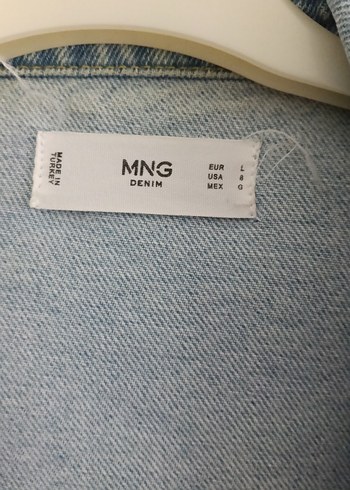 MADE IN
TURKEY
MNG
DENIM
EUR L
USA 8
MEX G